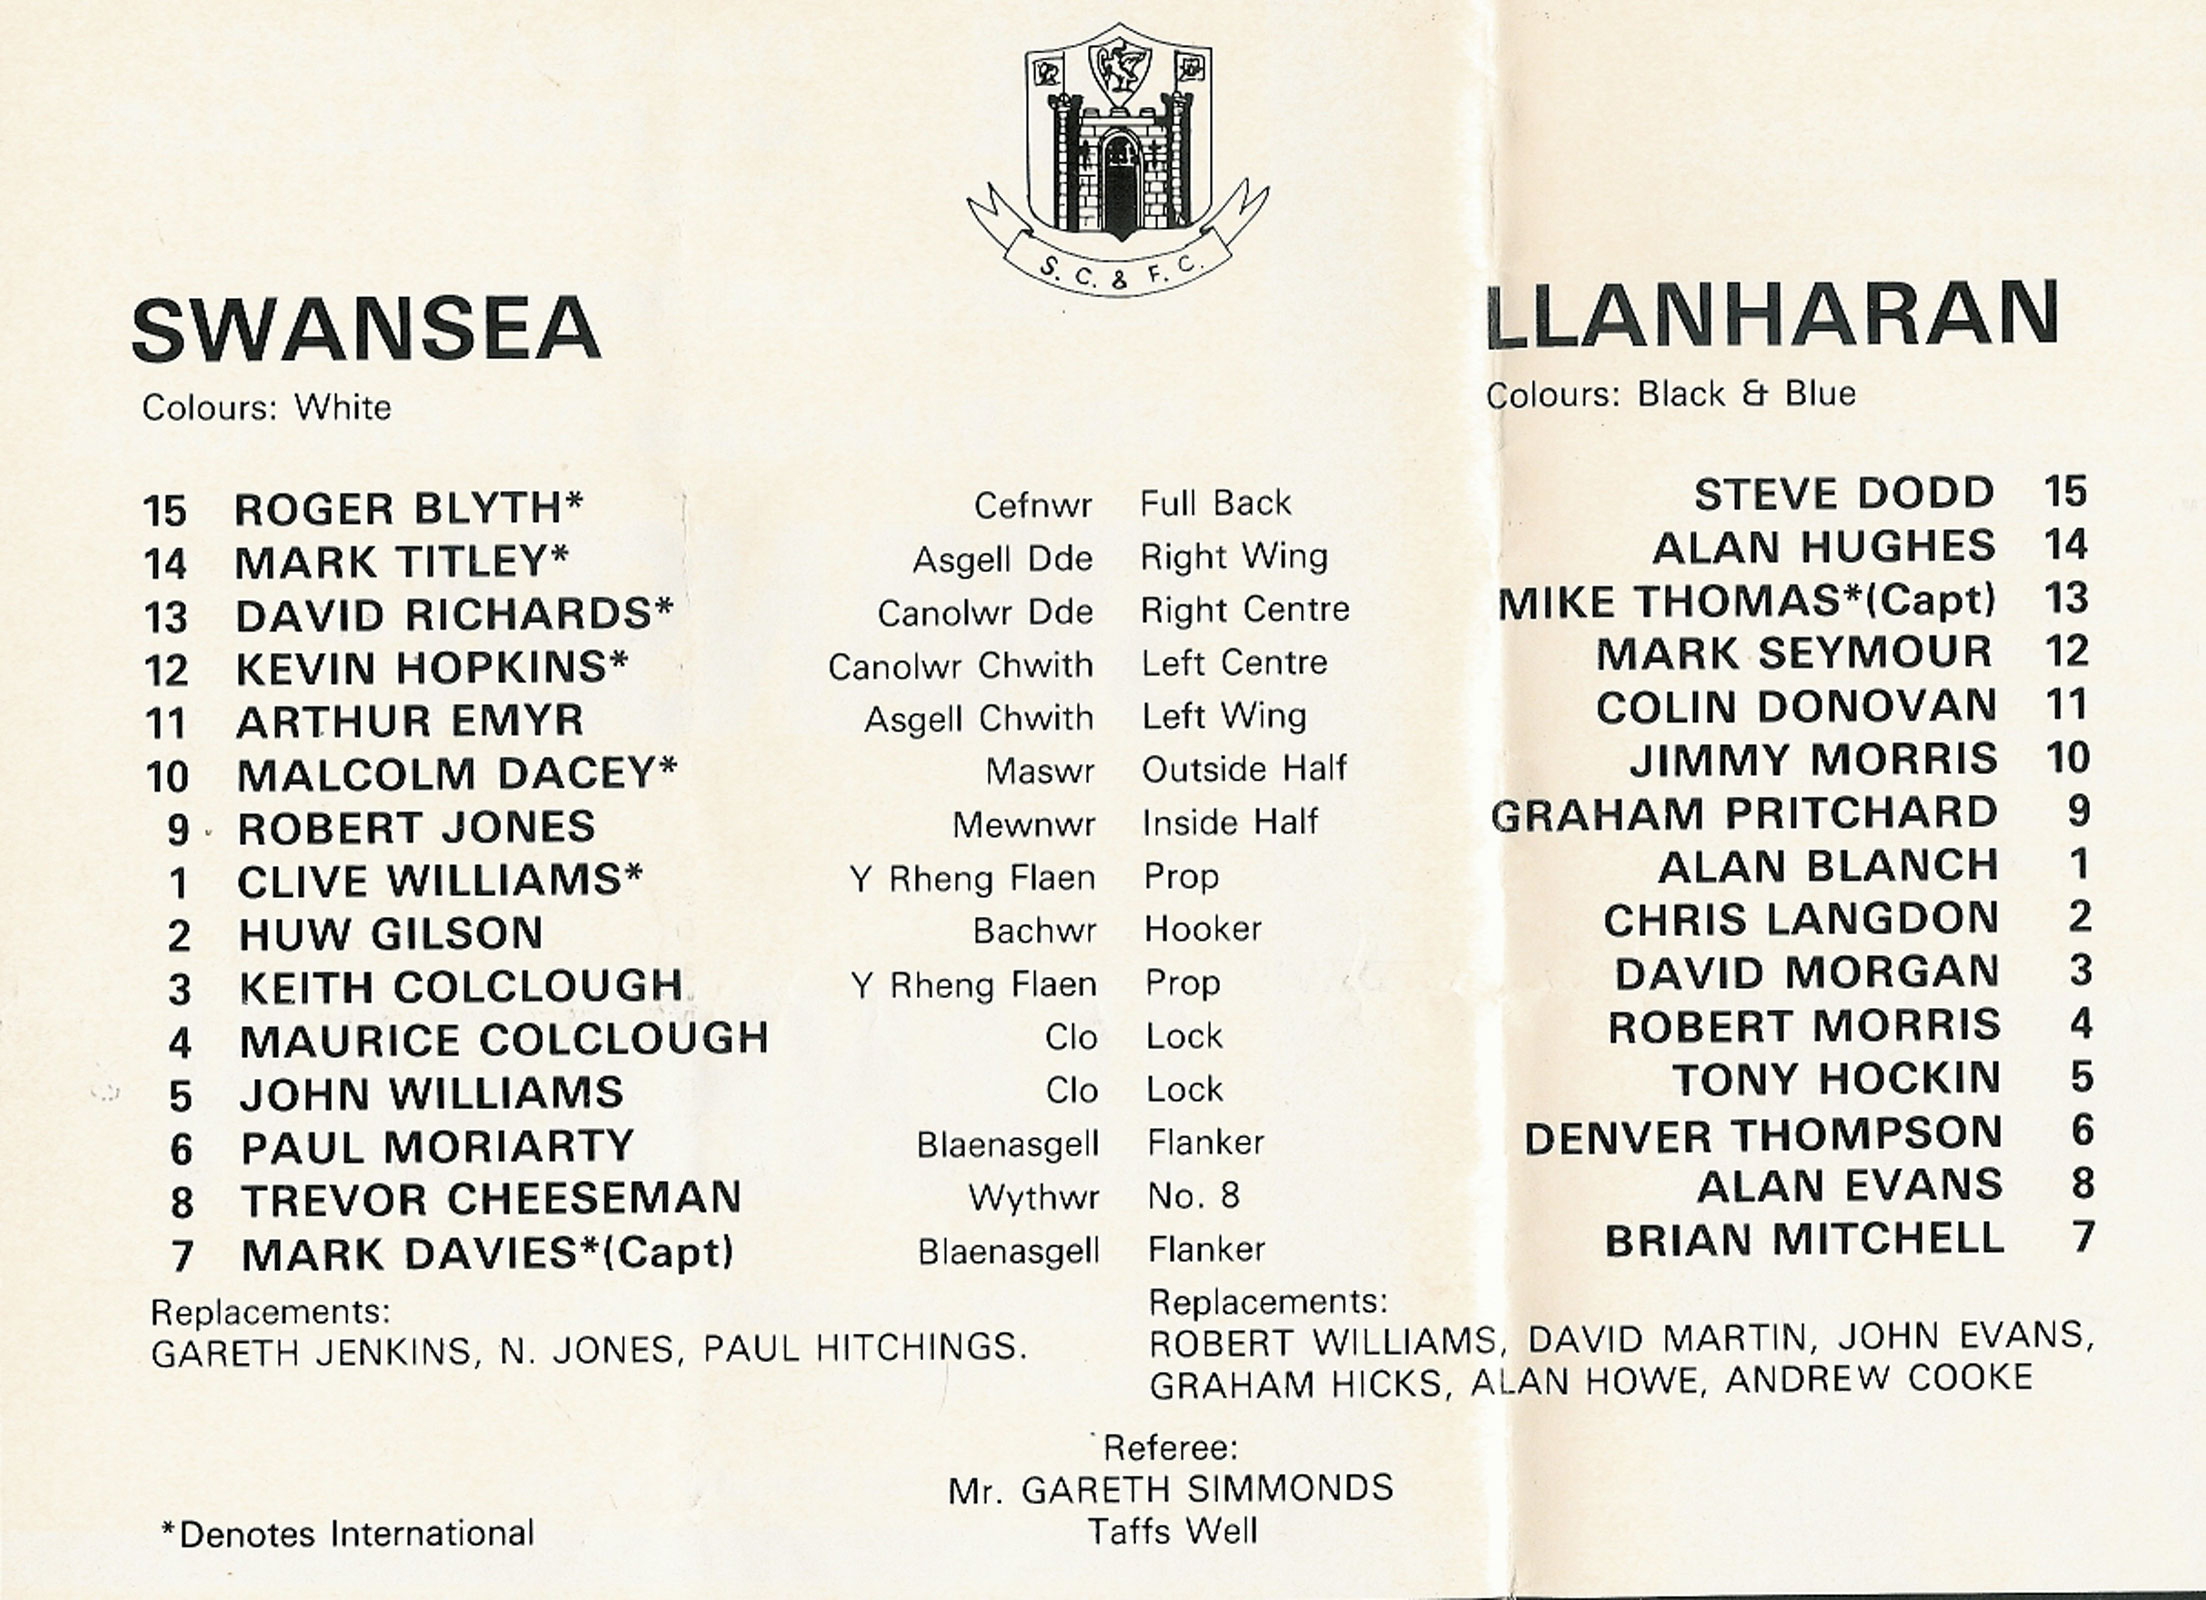 S. C. & F. C.
SWANSEA LLANHARAN
Colours: White Colours: Black & Blue
15 ROGER BLYTH* Cefnwr Full Back STEVE DODD 15
14 MARK TITLEY* Asgell Dde Right Wing ALAN HUGHES 14
13 DAVID RICHARDS* Canolwr Dde Right Centre MIKE THOMAS*(Capt) 13
12 KEVIN HOPKINS* Canolwr Chwith Left Centre MARK SEYMOUR 12
11 ARTHUR EMYR Asgell Chwith Left Wing COLIN DONOVAN 11
10 MALCOLM DACEY* Maswr Outside Half JIMMY MORRIS 10
9 ROBERT JONES Mewnwr Inside Half GRAHAM PRITCHARD 9
1 CLIVE WILLIAMS* Y Rheng Flaen Prop ALAN BLANCH 1
2 HUW GILSON Bachwr Hooker CHRIS LANGDON 2
3 KEITH COLCLOUGH Y Rheng Flaen Prop DAVID MORGAN 3
4 MAURICE COLCLOUGH Clo Lock ROBERT MORRIS 4
5 JOHN WILLIAMS Clo Lock TONY HOCKIN 5
6 PAUL MORIARTY Blaenasgell Flanker DENVER THOMPSON 6
8 TREVOR CHEESEMAN Wythwr No. 8 ALAN EVANS 8
7 MARK DAVIES*(Capt) Blaenasgell Flanker BRIAN MITCHELL 7
Replacements:
GARETH JENKINS, N. JONES, PAUL HITCHINGS.
Replacements:
ROBERT WILLIAMS, DAVID MARTIN, JOHN EVANS,
GRAHAM HICKS, ALAN HOWE, ANDREW COOKE
Referee:
Mr. GARETH SIMMONDS
Taffs Well
*Denotes International